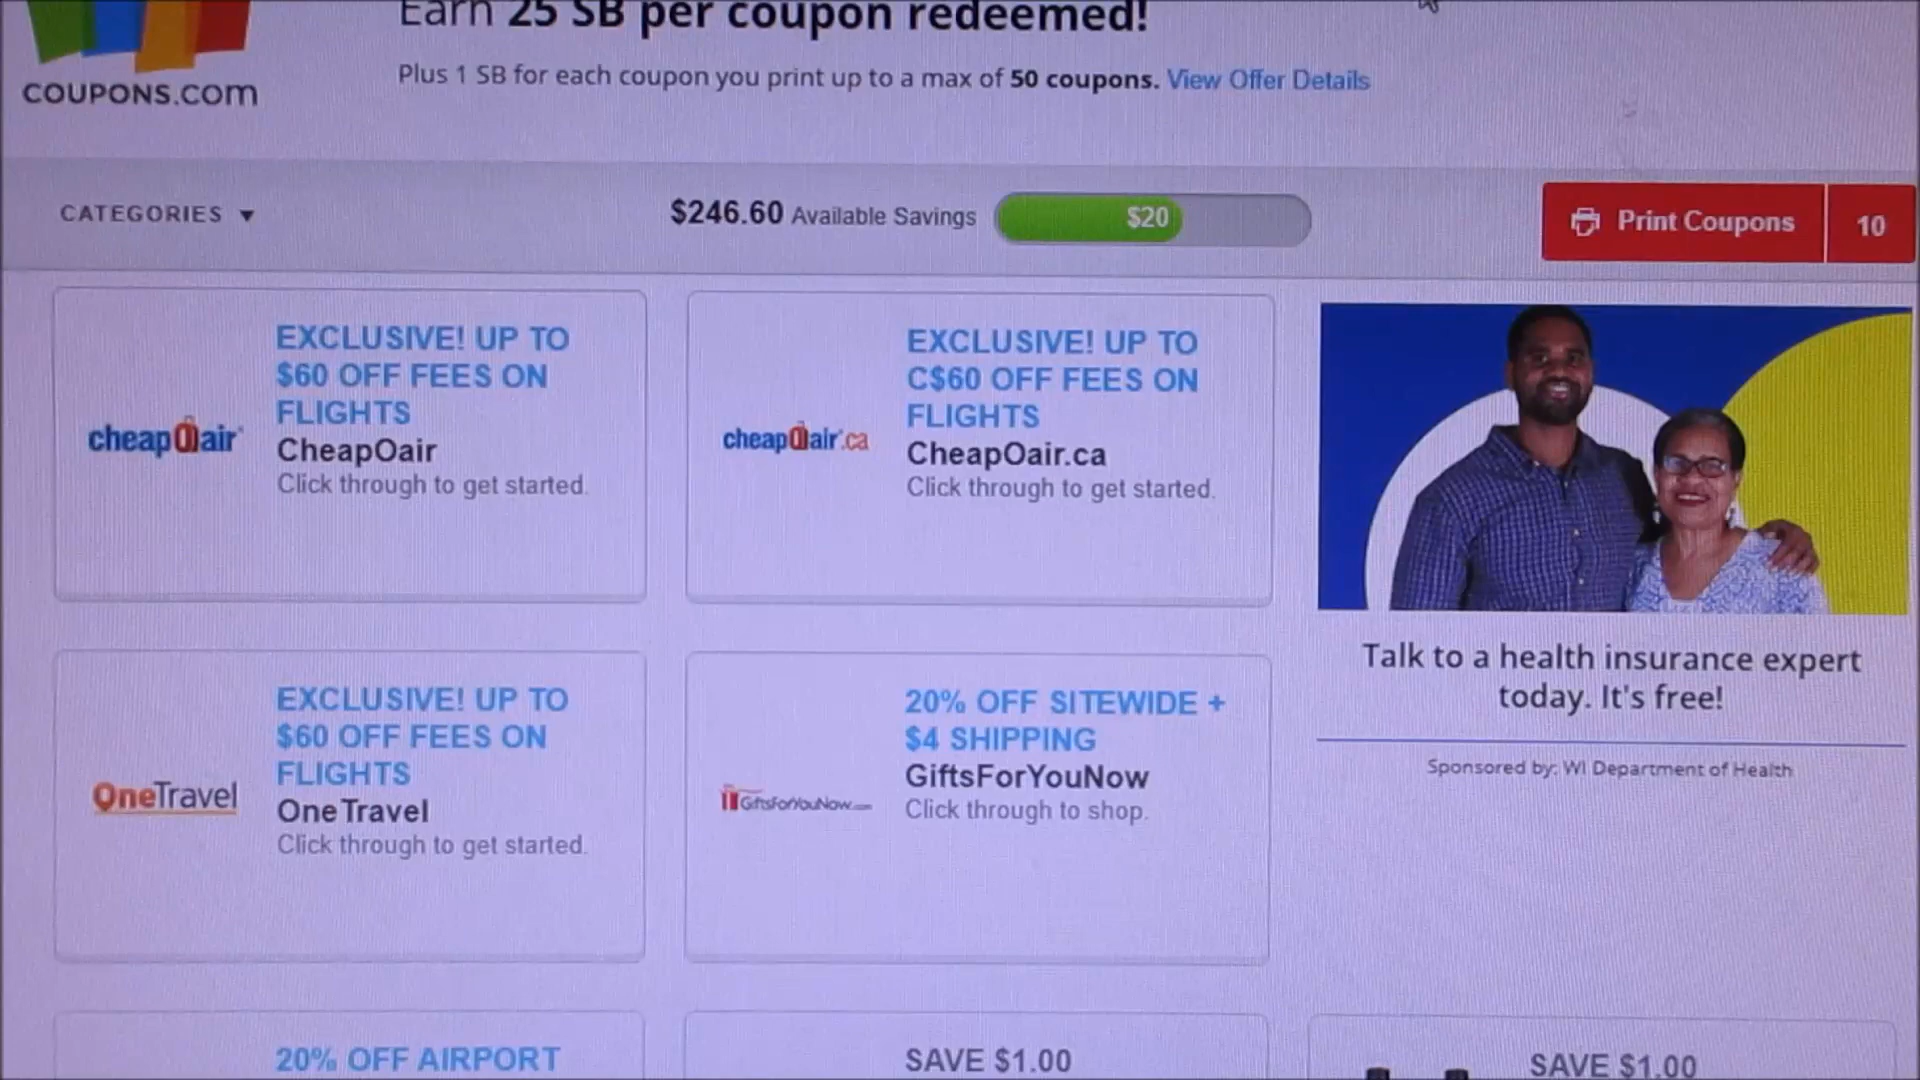 Earn 25 SB per coupon redeemed!
COUPONS.com
Plus 1 SB for each coupon you print up to a max of 50 coupons. View Offer Details
CATEGORIES ▼
$246.60 Available Savings
$20
Print Coupons
10
cheapOair
EXCLUSIVE! UP TO
$60 OFF FEES ON
FLIGHTS
CheapOair
Click through to get started.
cheapOair.ca
EXCLUSIVE! UP TO
C$60 OFF FEES ON
FLIGHTS
CheapOair.ca
Click through to get started.
Talk to a health insurance expert
today. It's free!
Sponsored by: WI Department of Health
OneTravel
EXCLUSIVE! UP TO
$60 OFF FEES ON
FLIGHTS
OneTravel
Click through to get started.
GiftsForYouNow.com
20% OFF SITEWIDE +
$4 SHIPPING
GiftsForYouNow
Click through to shop.
20% OFF AIRPORT
SAVE $1.00
SAVE $1.00